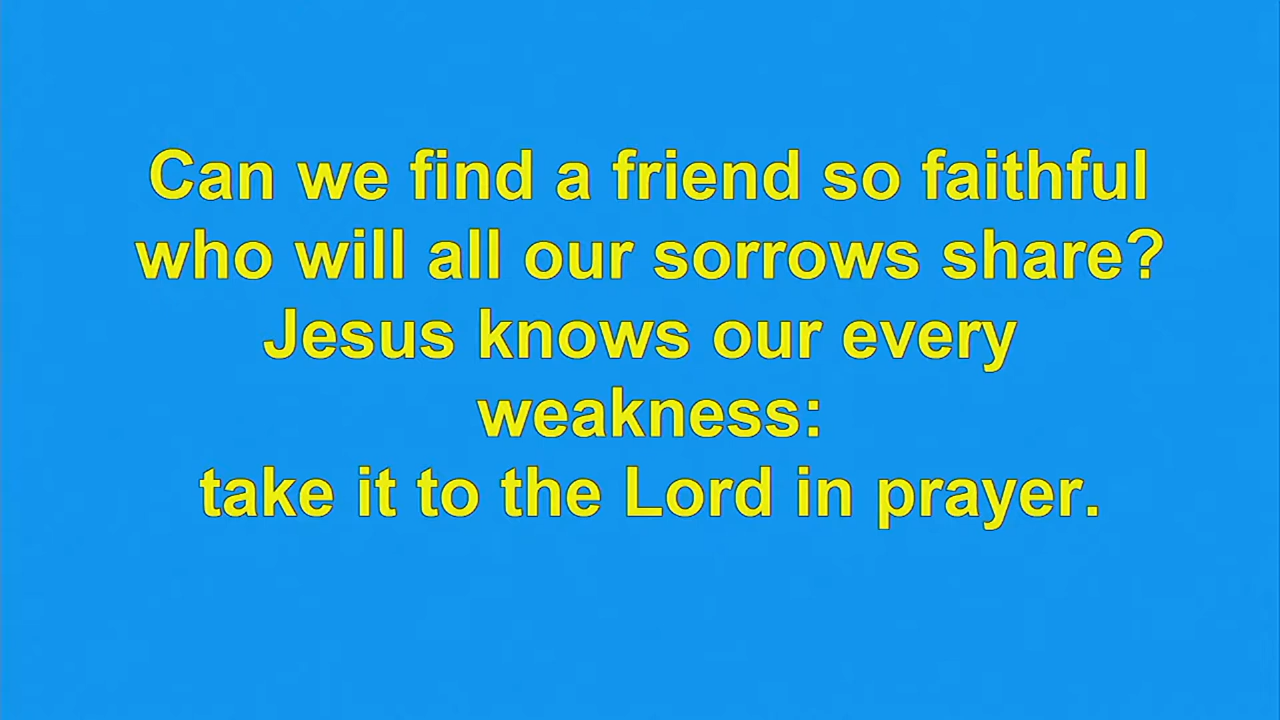 Can we find a friend so faithful
who will all our sorrows share?
Jesus knows our every
weakness:
take it to the Lord in prayer.